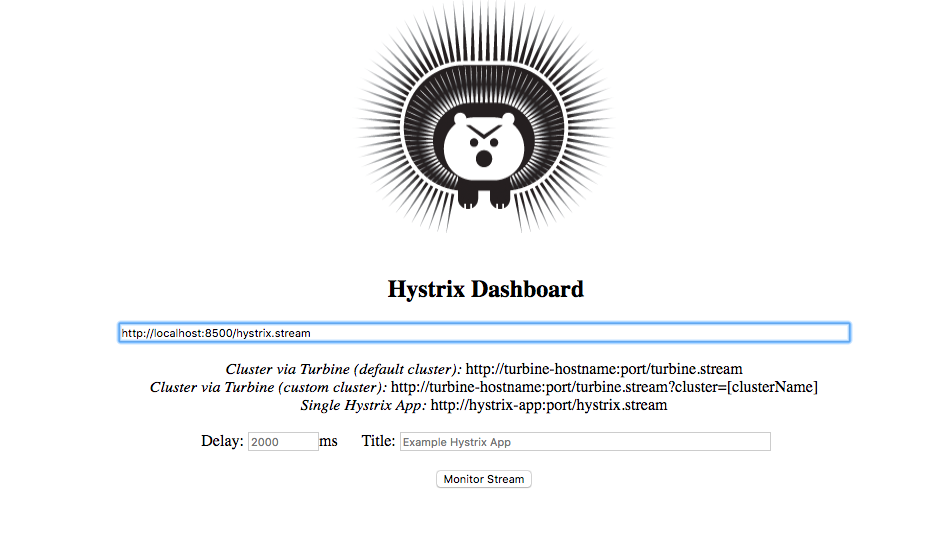 Hystrix Dashboard
http://localhost:8500/hystrix.stream
Cluster via Turbine (default cluster): http://turbine-hostname:port/turbine.stream
Cluster via Turbine (custom cluster): http://turbine-hostname:port/turbine.stream?cluster=[clusterName]
Single Hystrix App: http://hystrix-app:port/hystrix.stream
Delay: 2000 ms Title: Example Hystrix App
Monitor Stream